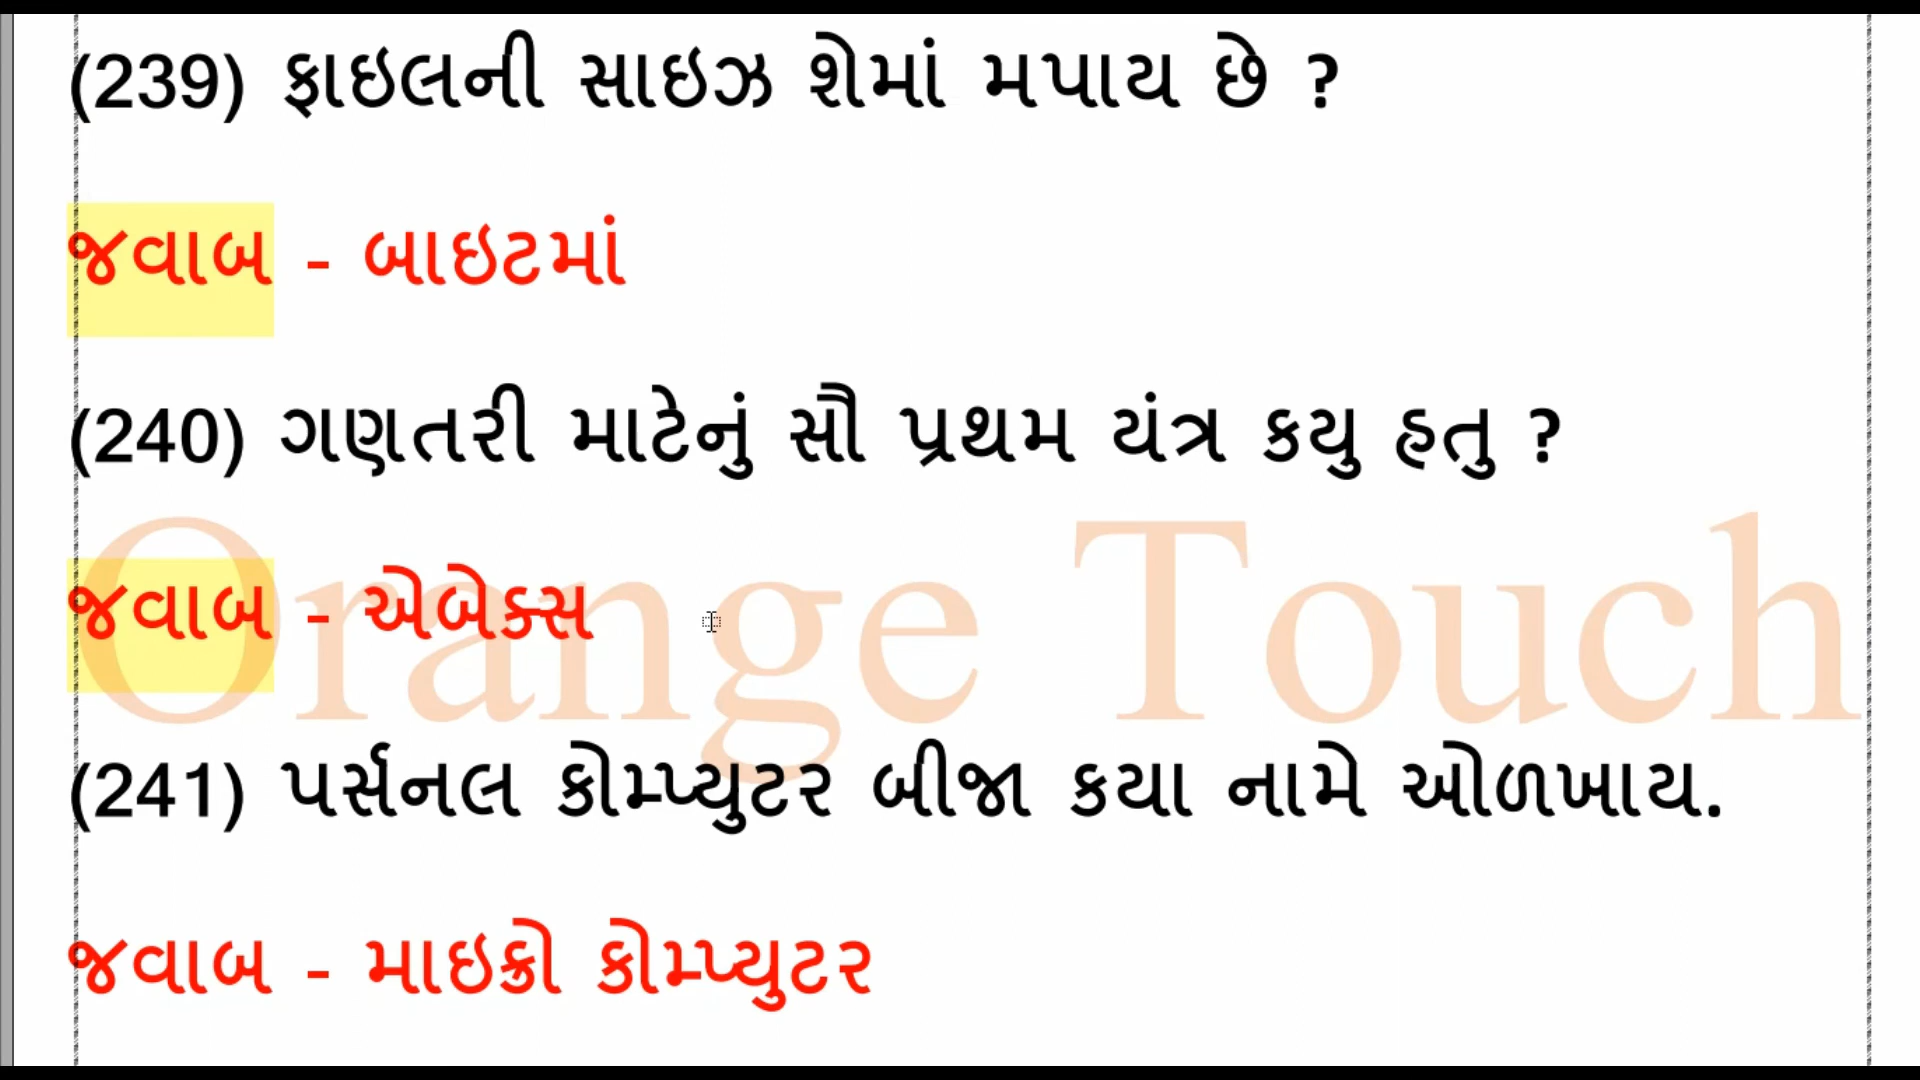 (239) ફાઇલની સાઇઝ શેમાં મપાય છે ?
જવાબ - બાઇટમાં
(240) ગણતરી માટેનું સૌ પ્રથમ યંત્ર કયુ હતુ ?
Orange Touch
જવાબ - એબેક્સ
(241) પર્સનલ કોમ્પ્યુટર બીજા કયા નામે ઓળખાય.
જવાબ - માઇક્રો કોમ્પ્યુટર